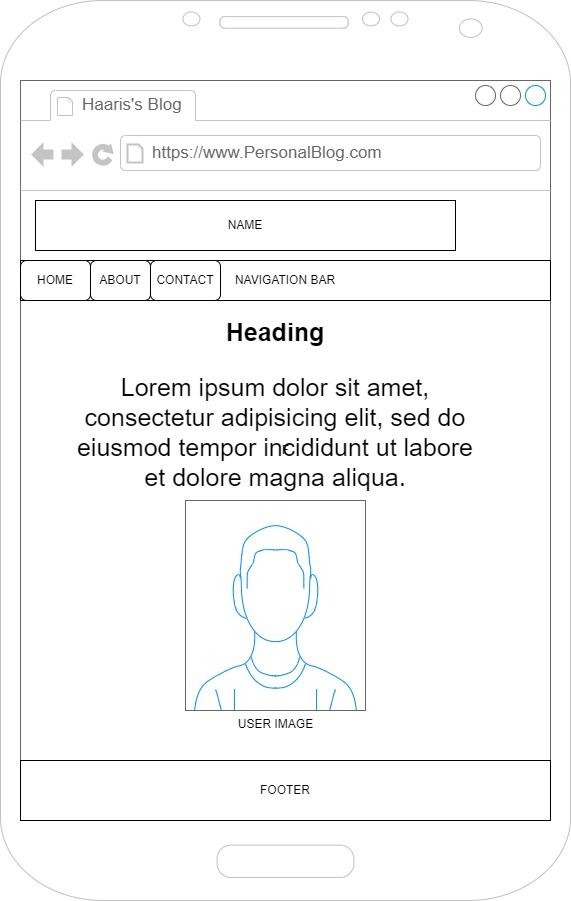 Haaris's Blog
https://www.PersonalBlog.com
NAME
HOME ABOUT CONTACT NAVIGATION BAR
Heading
Lorem ipsum dolor sit amet,
consectetur adipisicing elit, sed do
eiusmod tempor incididunt ut labore
et dolore magna aliqua.
USER IMAGE
FOOTER